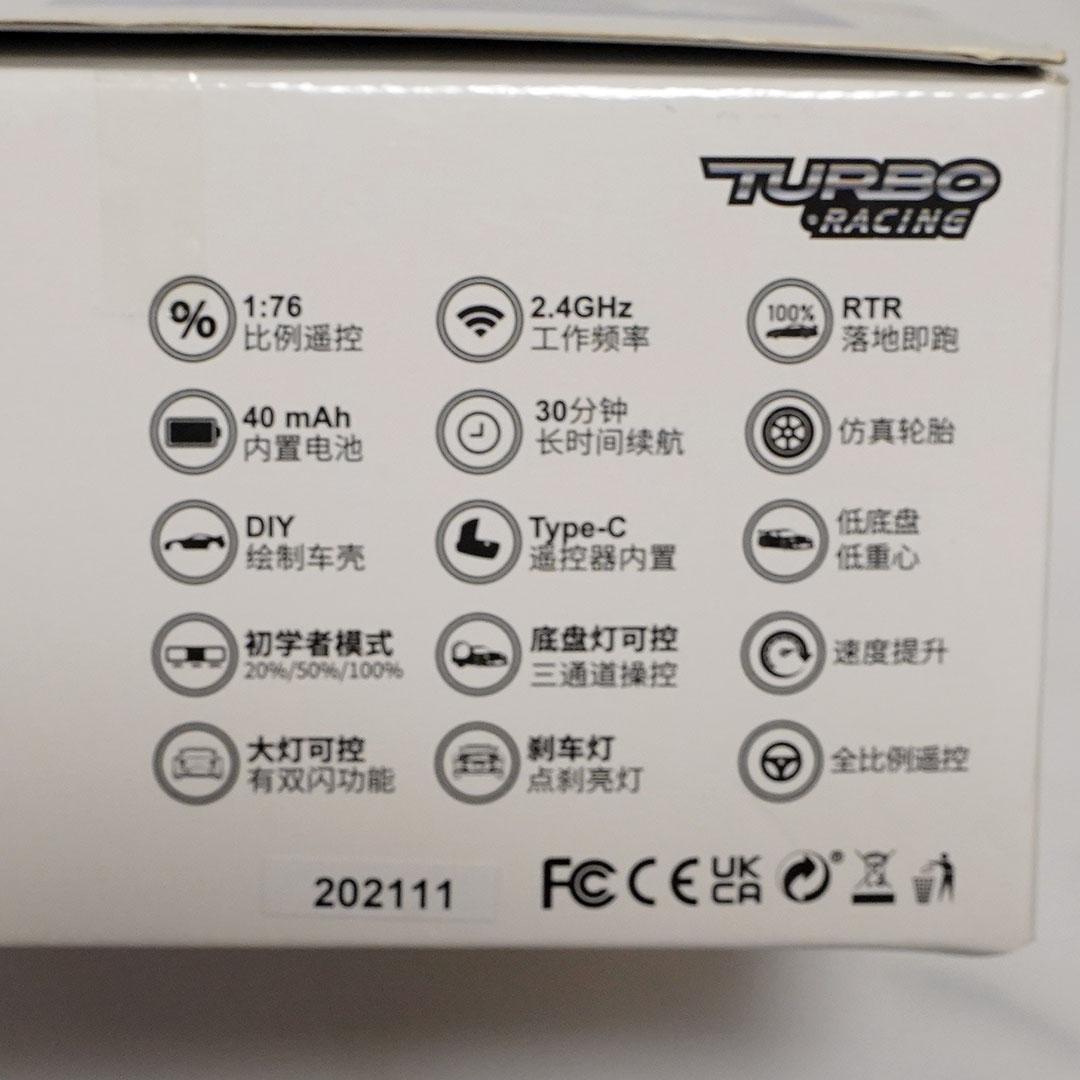 TURBO
RACING
%
1:76
比例遥控
2.4GHz
工作频率
100%
RTR
落地即跑
40 mAh
内置电池
30分钟
长时间续航
仿真轮胎
DIY
绘制车壳
Type-C
遥控器内置
低底盘
低重心
初学者模式
20%/50%/100%
底盘灯可控
三通道操控
速度提升
大灯可控
有双闪功能
刹车灯
点刹亮灯
全比例遥控
202111
FC CE UK
CA